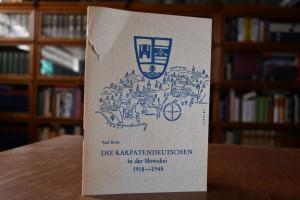 Paul Brosz
DIE KARPATENDEUTSCHEN
in der Slowakei
1918—1945